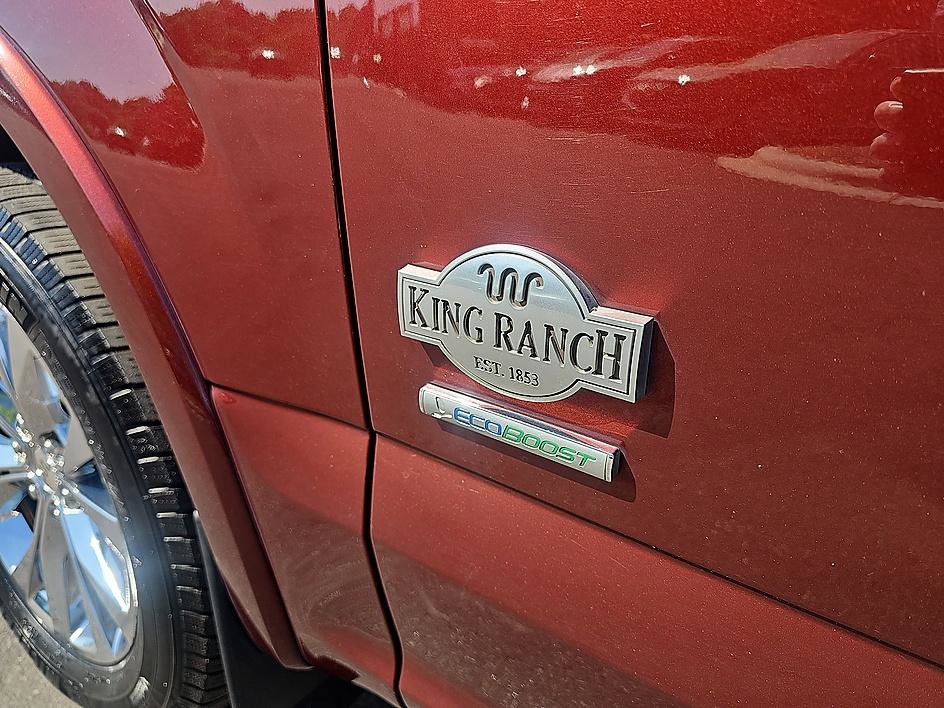 KING RANCH
EST. 1853
ECOBOOST